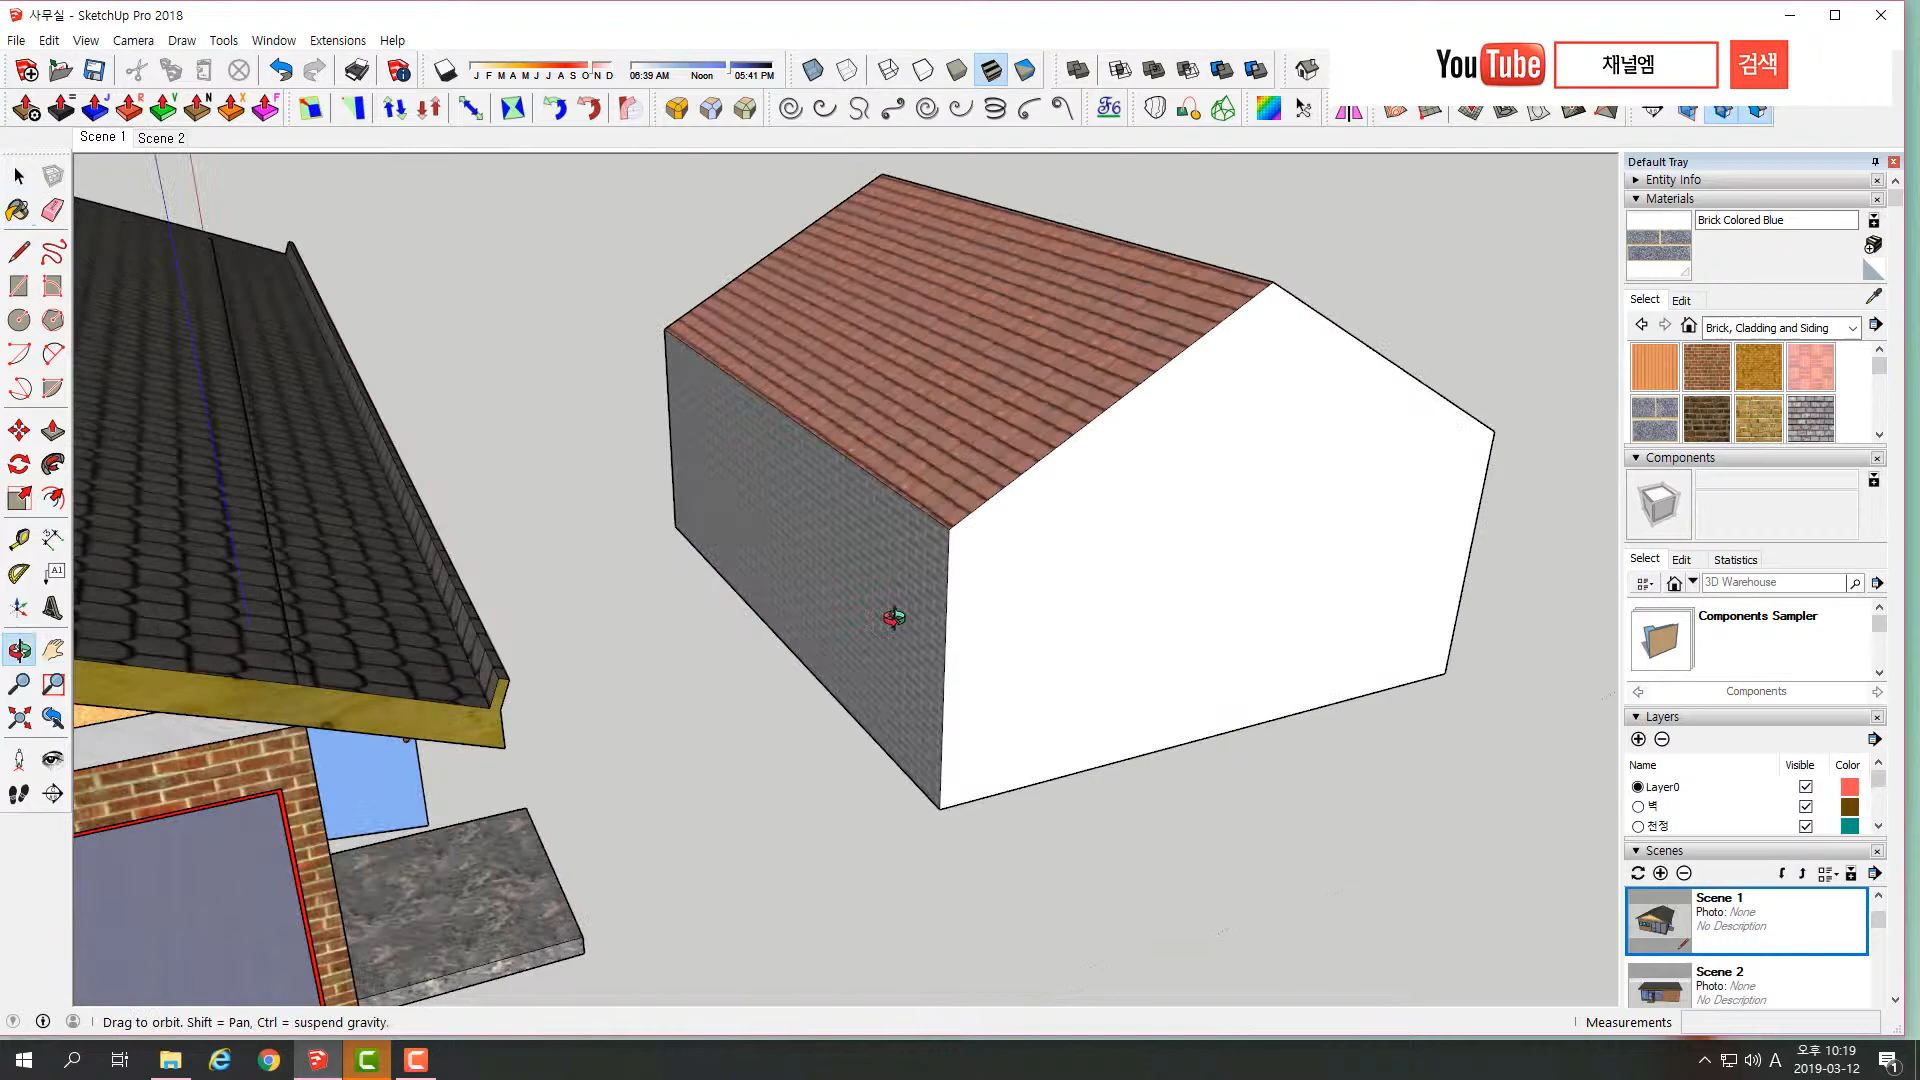 사무실 - SketchUp Pro 2018
File Edit View Camera Draw Tools Window Extensions Help
J F M A M J J A S O N D
06:39 AM Noon 05:41 PM
YouTube 채널엠 검색
Scene 1 Scene 2
Default Tray
Entity Info
Materials
Brick Colored Blue
Select Edit
Brick, Cladding and Siding
Components
Select Edit Statistics
3D Warehouse
Components Sampler
Components
Layers
Name Visible Color
Layer0
벽
천정
Scenes
Scene 1
Photo: None
No Description
Scene 2
Photo: None
No Description
Drag to orbit. Shift = Pan, Ctrl = suspend gravity.
Measurements
A
오후 10:19
2019-03-12
1